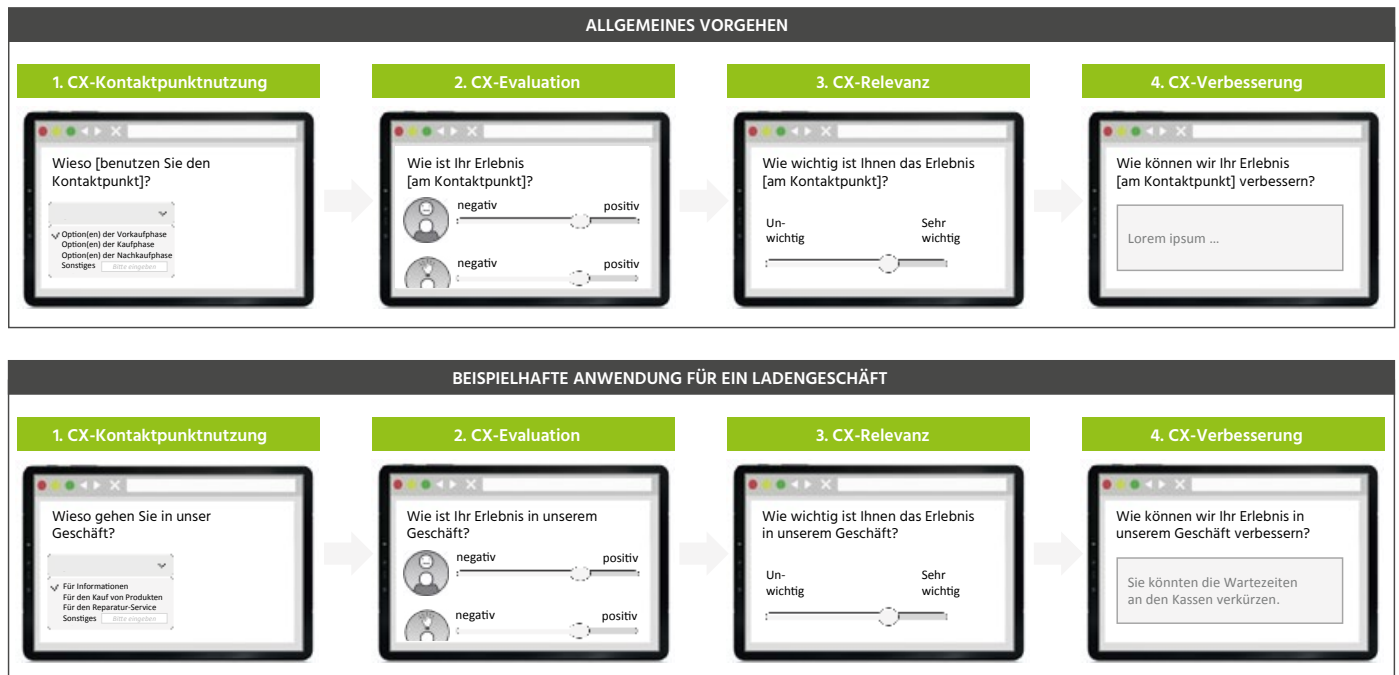 ALLGEMEINES VORGEHEN
1. CX-Kontaktpunktnutzung
Wieso [benutzen Sie den
Kontaktpunkt]?
Option(en) der Vorkaufphase
Option(en) der Kaufphase
Option(en) der Nachkaufphase
Sonstiges Bitte eingeben
2. CX-Evaluation
Wie ist Ihr Erlebnis
[am Kontaktpunkt]?
negativ positiv
negativ positiv
3. CX-Relevanz
Wie wichtig ist Ihnen das Erlebnis
[am Kontaktpunkt]?
Un- Sehr
wichtig wichtig
4. CX-Verbesserung
Wie können wir Ihr Erlebnis
[am Kontaktpunkt] verbessern?
Lorem ipsum ...
BEISPIELHAFTE ANWENDUNG FÜR EIN LADENGESCHÄFT
1. CX-Kontaktpunktnutzung
Wieso gehen Sie in unser
Geschäft?
Für Informationen
Für den Kauf von Produkten
Für den Reparatur-Service
Sonstiges Bitte eingeben
2. CX-Evaluation
Wie ist Ihr Erlebnis in unserem
Geschäft?
negativ positiv
negativ positiv
3. CX-Relevanz
Wie wichtig ist Ihnen das Erlebnis
in unserem Geschäft?
Un- Sehr
wichtig wichtig
4. CX-Verbesserung
Wie können wir Ihr Erlebnis in
unserem Geschäft verbessern?
Sie könnten die Wartezeiten
an den Kassen verkürzen.